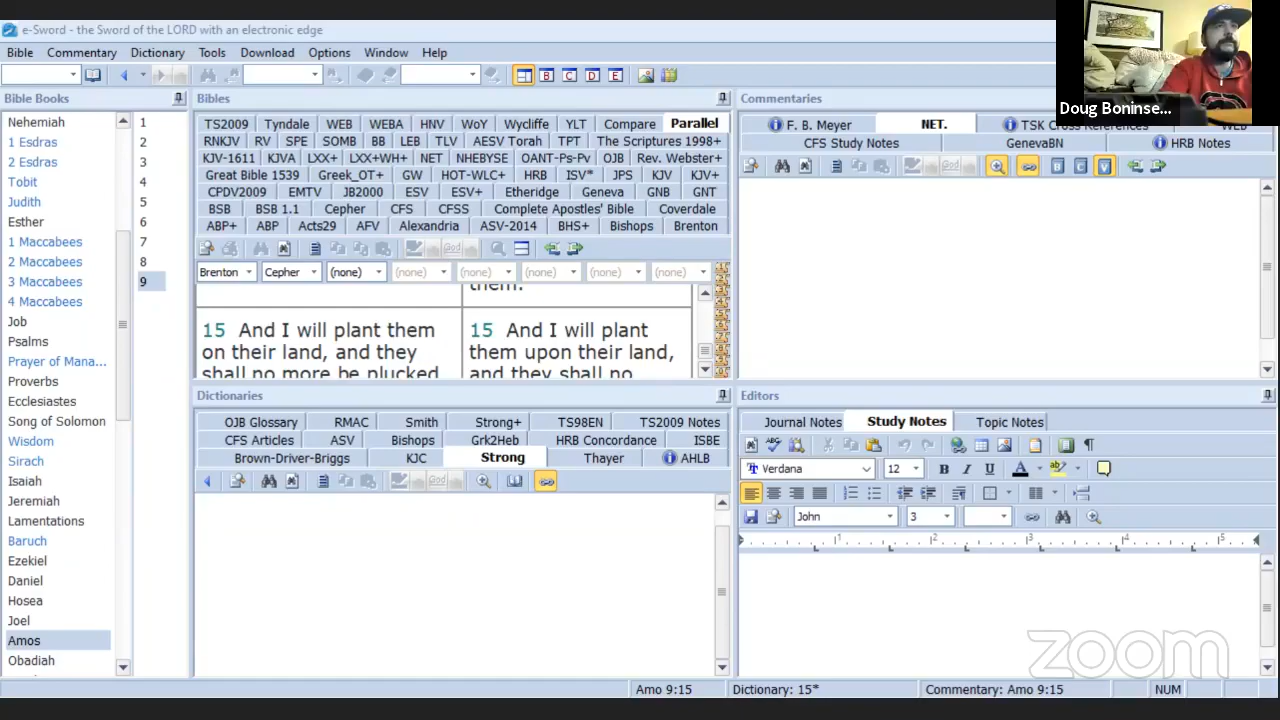 e-Sword - the Sword of the LORD with an electronic edge
Bible Commentary Dictionary Tools Options Download Window Help
Doug Boninse...
Bible Books
Nehemiah
1 Esdras
2 Esdras
Tobit
Judith
Esther
1 Maccabees
2 Maccabees
3 Maccabees
4 Maccabees
Job
Psalms
Prayer of Mana...
Proverbs
Ecclesiastes
Song of Solomon
Wisdom
Sirach
Isaiah
Jeremiah
Lamentations
Baruch
Ezekiel
Daniel
Hosea
Joel
Amos
Obadiah
1
2
3
4
5
6
7
8
9
Bibles
TS2009 Tyndale WEB WEBA HNV WoY Wycliffe YLT Compare Parallel
RNKJV RV SPE SOMB BB LEB TLV AESV Torah TPT The Scriptures 1998+
KJV-1611 KJVA LXX+ LXX+WH+ NET NHEBYSE OANT-Ps-Pv OJB Rev. Webster+
Great Bible 1539 Greek_OT+ GW HOT-WLC+ HRB ISV* JPS KJV KJV+
CPDV2009 EMTV JB2000 ESV ESV+ Etheridge Geneva GNB GNT
BSB BSB 1.1 Cepher CFS CFSS Complete Apostles' Bible Coverdale
ABP+ ABP Acts29 AFV Alexandria ASV-2014 BHS+ Bishops Brenton
God
Brenton Cepher (none) (none) (none) (none) (none) (none)
them.
15 And I will plant them
on their land, and they
shall no more be plucked
15 And I will plant
them upon their land,
and they shall no
Commentaries
F. B. Meyer NET. TSK Cross References WEB
CFS Study Notes GenevaBN HRB Notes
God
Dictionaries
OJB Glossary RMAC Smith Strong+ TS98EN TS2009 Notes
CFS Articles ASV Bishops Grk2Heb HRB Concordance ISBE
Brown-Driver-Briggs KJC Strong Thayer AHLB
God
Editors
Journal Notes Study Notes Topic Notes
Verdana 12 B I U A ab
John 3
1 2 3 4 5
zoom
Amo 9:15 Dictionary: 15* Commentary: Amo 9:15 NUM